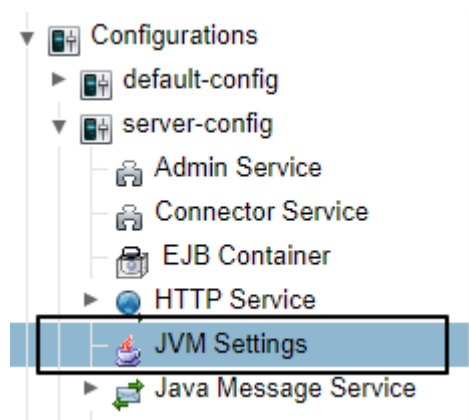 Configurations
default-config
server-config
Admin Service
Connector Service
EJB Container
HTTP Service
JVM Settings
Java Message Service